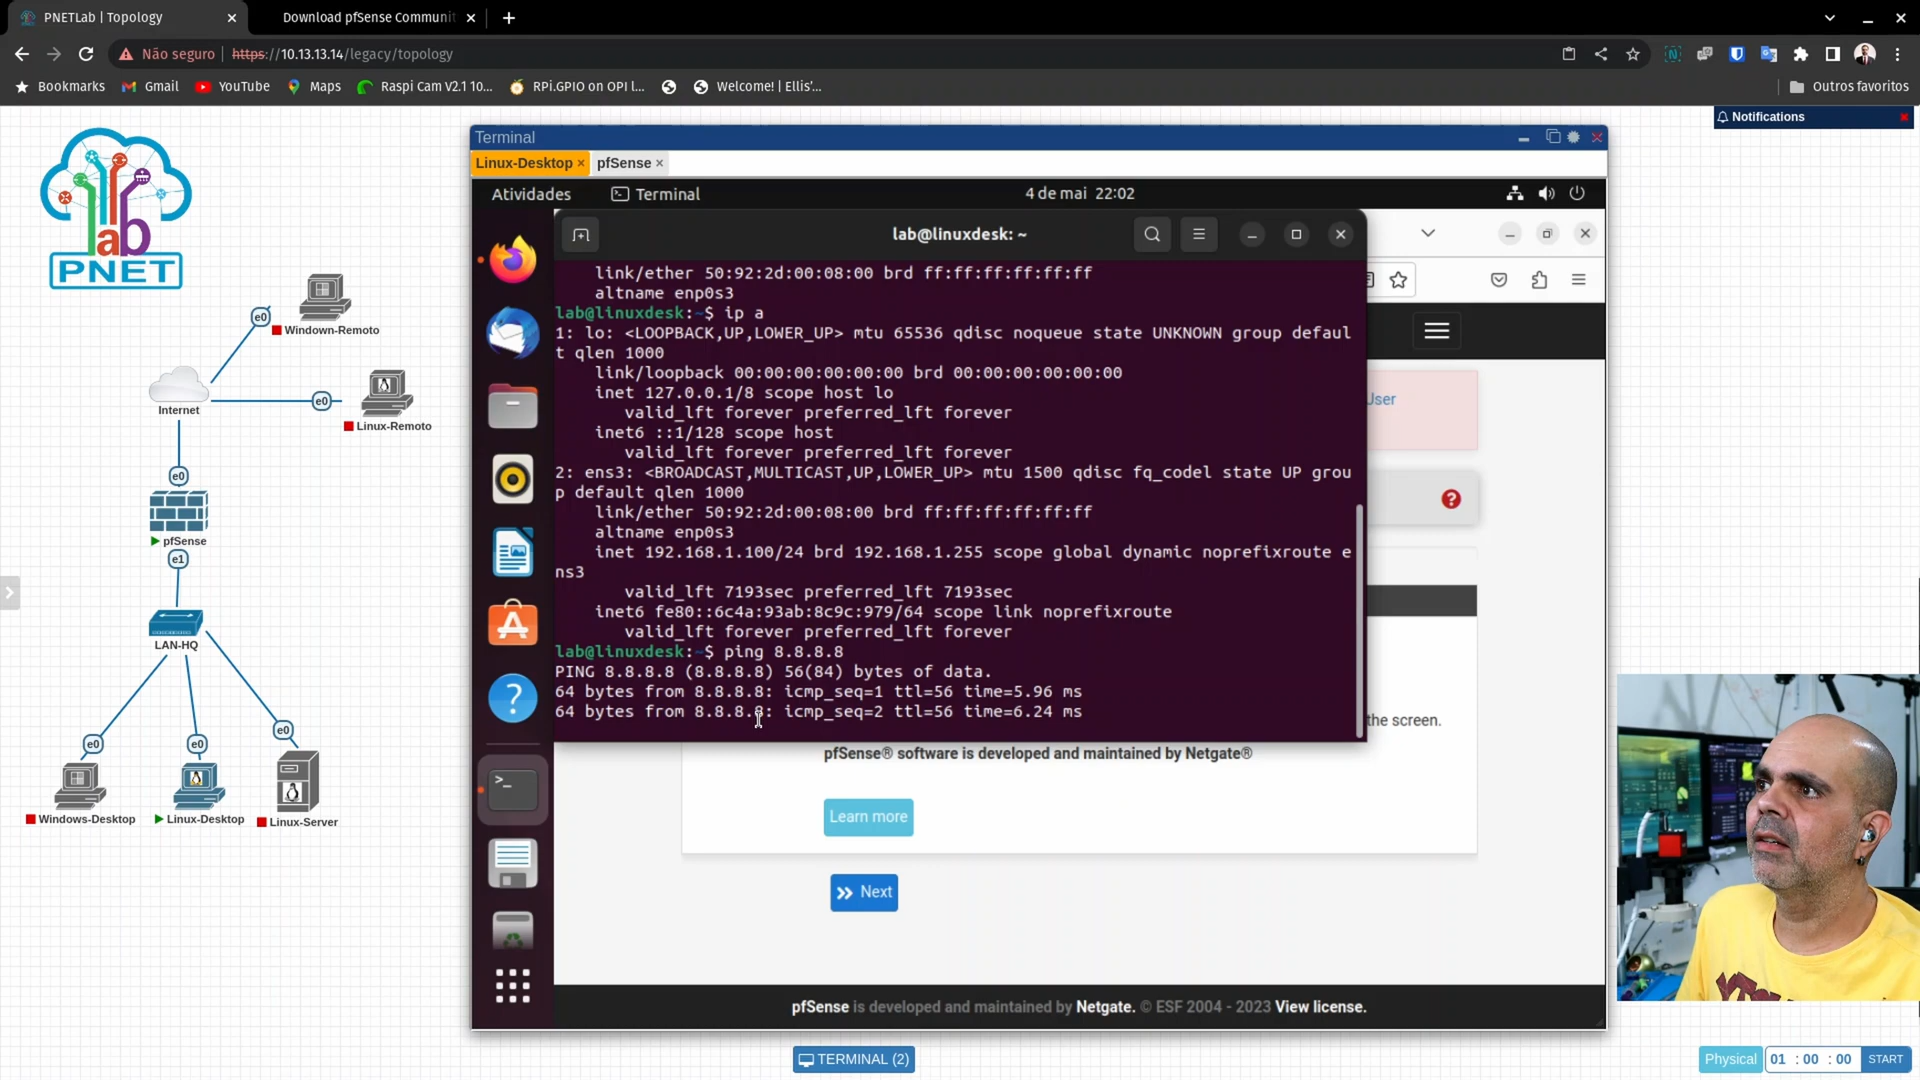 PNETLab | Topology
Download pfSense Communit
Não seguro
https://10.13.13.14/legacy/topology
Bookmarks
Gmail
YouTube
Maps
Raspi Cam V2.1 10...
RPi.GPIO on OPI l...
Welcome! | Ellis'...
Outros favoritos
Notifications
lab
PNET
e0
Windown-Remoto
Internet
e0
Linux-Remoto
e0
pfSense
e1
LAN-HQ
e0
e0
e0
Windows-Desktop
Linux-Desktop
Linux-Server
Terminal
Linux-Desktop
pfSense
Atividades
Terminal
4 de mai 22:02
lab@linuxdesk: ~
link/ether 50:92:2d:00:08:00 brd ff:ff:ff:ff:ff:ff
altname enp0s3
lab@linuxdesk:~$ ip a
1: lo: <LOOPBACK,UP,LOWER_UP> mtu 65536 qdisc noqueue state UNKNOWN group defaul
t qlen 1000
link/loopback 00:00:00:00:00:00 brd 00:00:00:00:00:00
inet 127.0.0.1/8 scope host lo
valid_lft forever preferred_lft forever
inet6 ::1/128 scope host
valid_lft forever preferred_lft forever
2: ens3: <BROADCAST,MULTICAST,UP,LOWER_UP> mtu 1500 qdisc fq_codel state UP grou
p default qlen 1000
link/ether 50:92:2d:00:08:00 brd ff:ff:ff:ff:ff:ff
altname enp0s3
inet 192.168.1.100/24 brd 192.168.1.255 scope global dynamic noprefixroute e
ns3
valid_lft 7193sec preferred_lft 7193sec
inet6 fe80::6c4a:93ab:8c9c:979/64 scope link noprefixroute
valid_lft forever preferred_lft forever
lab@linuxdesk:~$ ping 8.8.8.8
PING 8.8.8.8 (8.8.8.8) 56(84) bytes of data.
64 bytes from 8.8.8.8: icmp_seq=1 ttl=56 time=5.96 ms
64 bytes from 8.8.8.8: icmp_seq=2 ttl=56 time=6.24 ms
User
the screen.
pfSense® software is developed and maintained by Netgate®
Learn more
Next
pfSense is developed and maintained by Netgate. © ESF 2004 - 2023 View license.
TERMINAL (2)
Physical
01 : 00 : 00
START